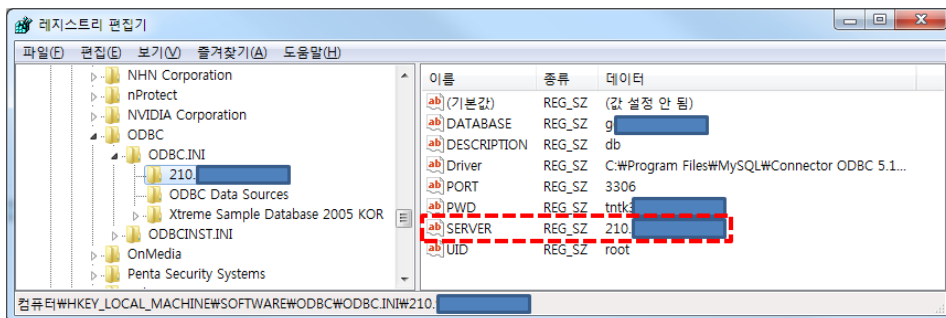 레지스트리 편집기
파일(F) 편집(E) 보기(V) 즐겨찾기(A) 도움말(H)
NHN Corporation
nProtect
NVIDIA Corporation
ODBC
ODBC.INI
210.
ODBC Data Sources
Xtreme Sample Database 2005 KOR
ODBCINST.INI
OnMedia
Penta Security Systems
이름 종류 데이터
(기본값) REG_SZ (값 설정 안 됨)
DATABASE REG_SZ g
DESCRIPTION REG_SZ db
Driver REG_SZ C:₩Program Files₩MySQL₩Connector ODBC 5.1...
PORT REG_SZ 3306
PWD REG_SZ
SERVER REG_SZ 210.
UID REG_SZ root
컴퓨터₩HKEY_LOCAL_MACHINE₩SOFTWARE₩ODBC₩ODBC.INI₩210.